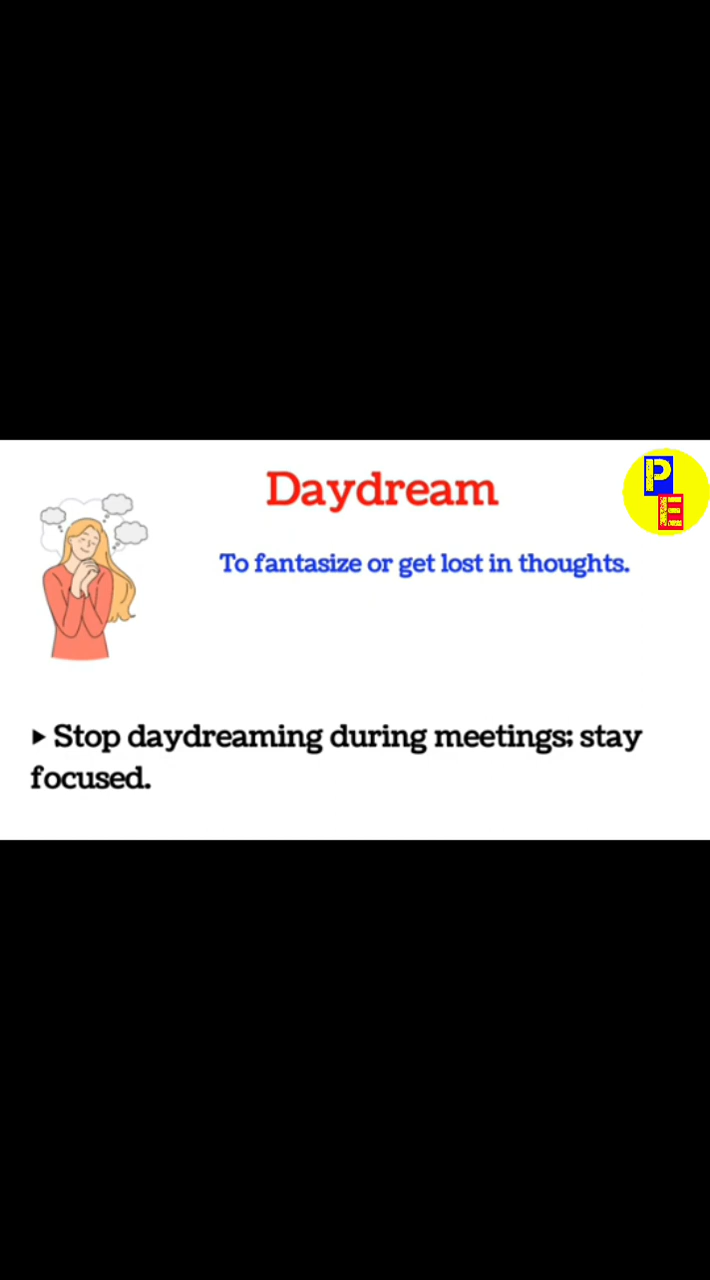 Daydream
P
E
To fantasize or get lost in thoughts.
▸ Stop daydreaming during meetings; stay
focused.